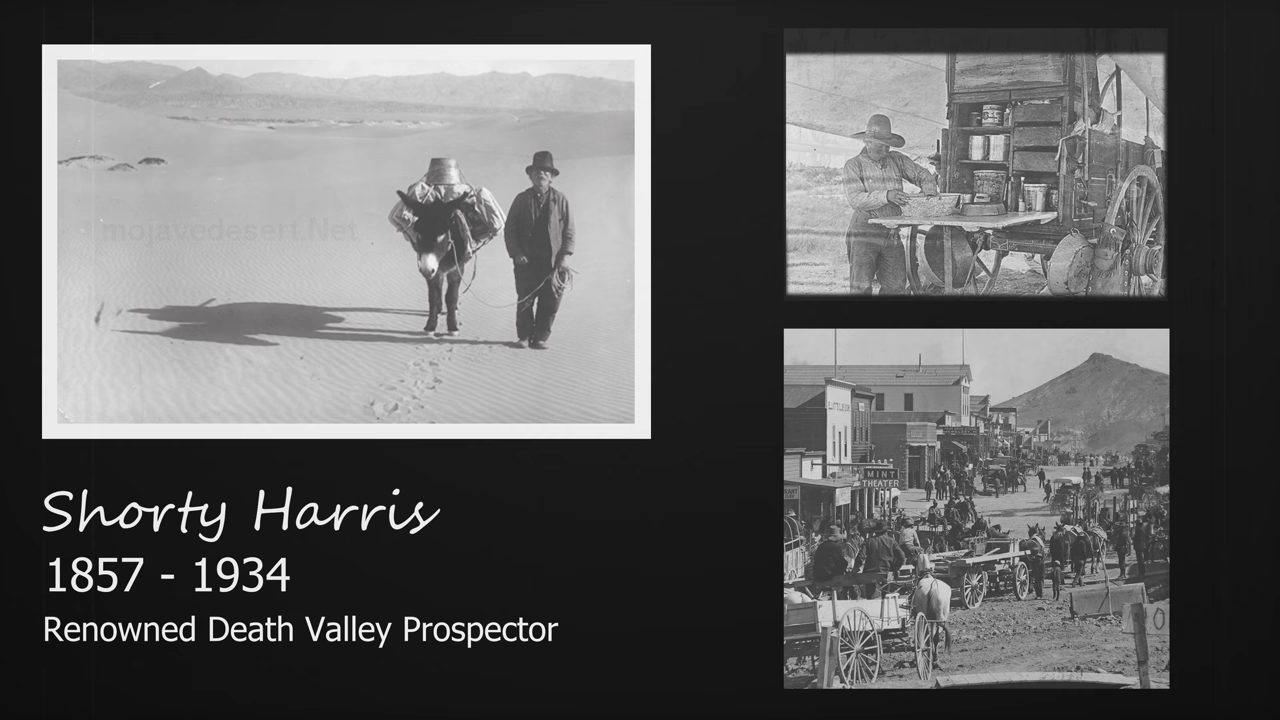 mojavedesert.Net
Shorty Harris
1857 - 1934
Renowned Death Valley Prospector
MINT
THEATER